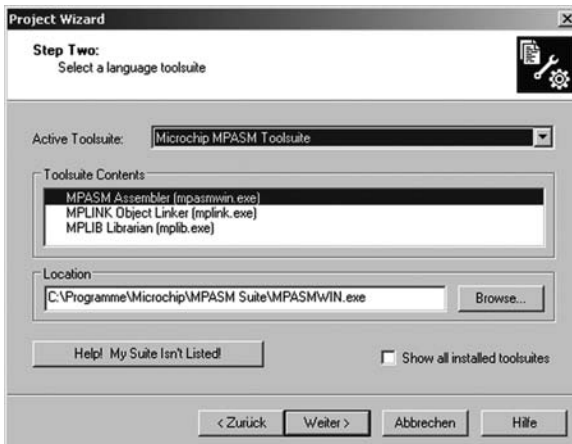 Project Wizard
Step Two:
Select a language toolsuite
Active Toolsuite: Microchip MPASM Toolsuite
Toolsuite Contents
MPASM Assembler (mpasmwin.exe)
MPLINK Object Linker (mplink.exe)
MPLIB Librarian (mplib.exe)
Location
C:\Programme\Microchip\MPASM Suite\MPASMWIN.exe Browse...
Help! My Suite Isn't Listed! Show all installed toolsuites
< Zurück Weiter > Abbrechen Hilfe